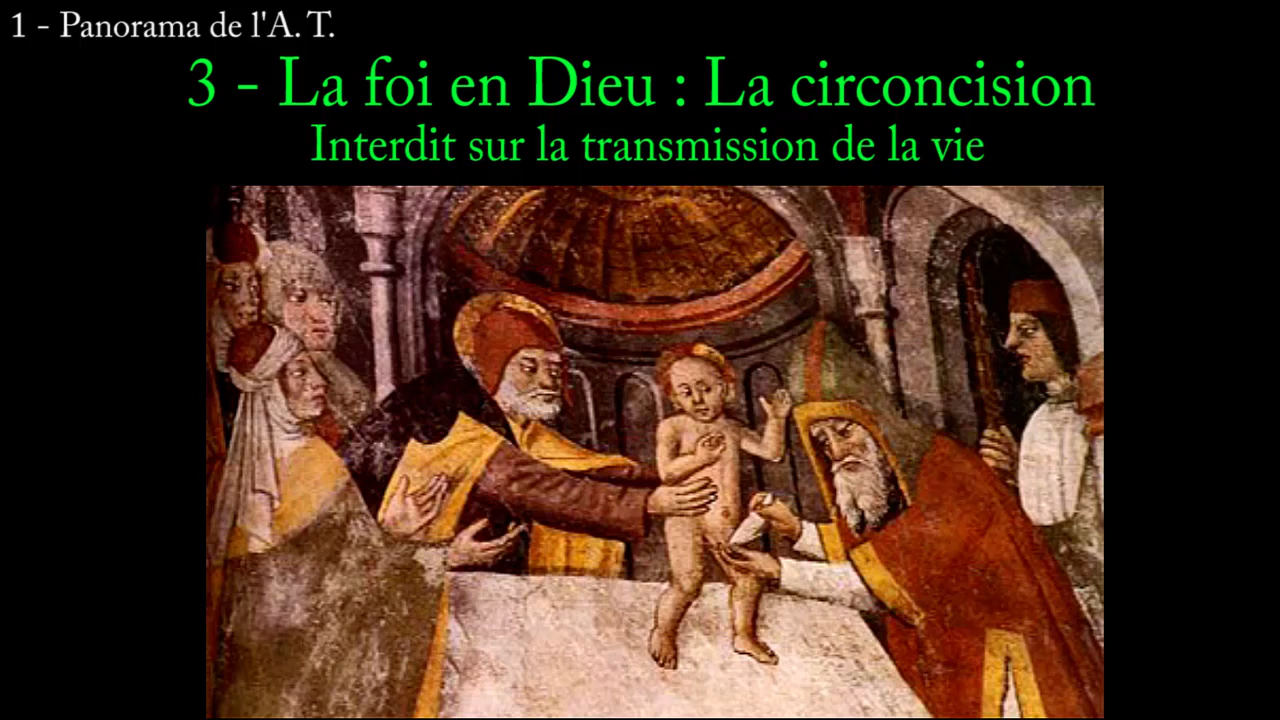 1 - Panorama de l'A. T.
3 - La foi en Dieu : La circoncision
Interdit sur la transmission de la vie